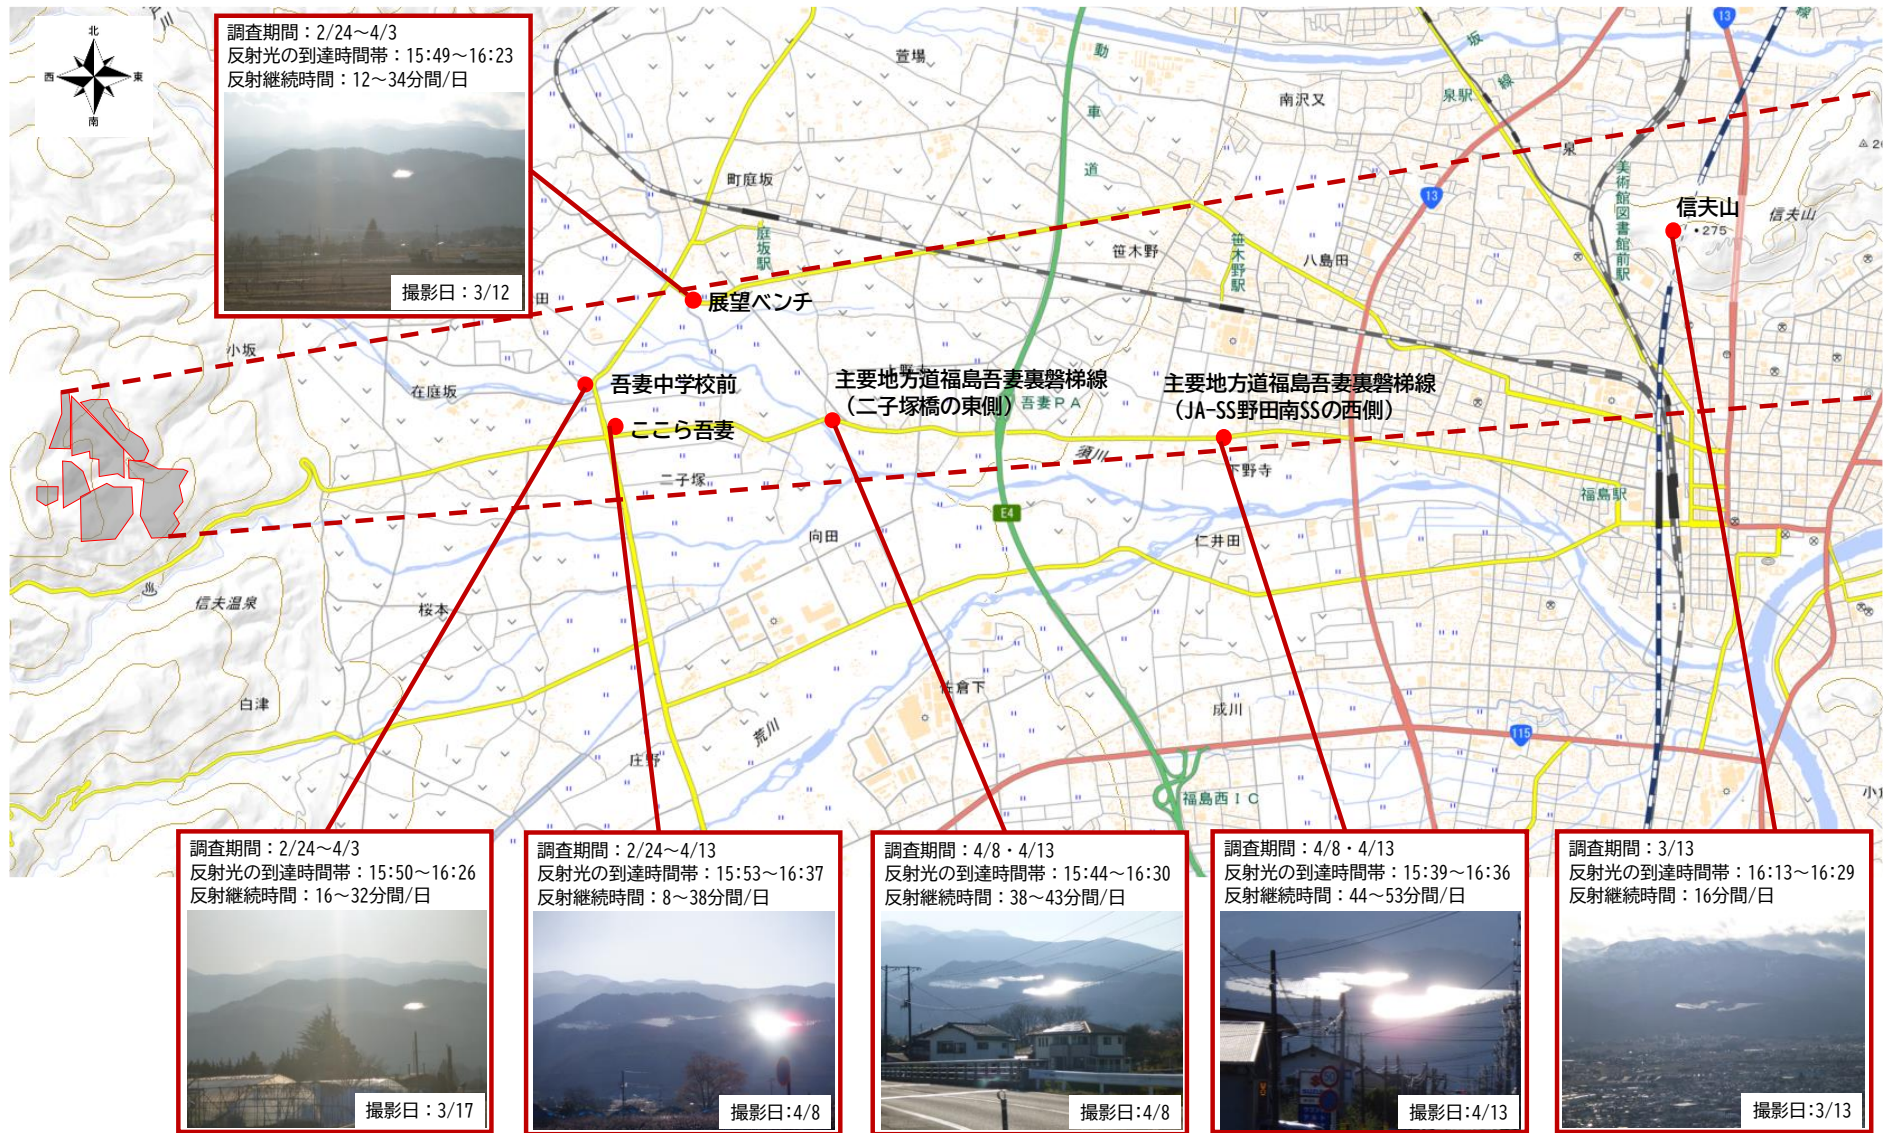 北
西
東
南
調査期間：2/24～4/3
反射光の到達時間帯：15:49～16:23
反射継続時間：12～34分間/日
撮影日：3/12
萱場
動
車
道
南沢又
泉駅
坂
線
線
13
町庭坂
庭坂駅
笹木野
笹木野駅
八島田
13
泉
美術館図書館前駅
信夫山
・275
信夫山
田
展望ベンチ
小坂
在庭坂
吾妻中学校前
ここら吾妻
主要地方道福島吾妻裏磐梯線
（二子塚橋の東側）
吾妻ＰＡ
主要地方道福島吾妻裏磐梯線
（JA-SS野田南SSの西側）
須川
下野寺
二子塚
福島駅
E4
向田
仁井田
信夫温泉
桜本
佐倉下
白津
成川
荒川
庄野
115
福島西ＩＣ
調査期間：2/24～4/3
反射光の到達時間帯：15:50～16:26
反射継続時間：16～32分間/日
撮影日：3/17
調査期間：2/24～4/13
反射光の到達時間帯：15:53～16:37
反射継続時間：8～38分間/日
撮影日:4/8
調査期間：4/8・4/13
反射光の到達時間帯：15:44～16:30
反射継続時間：38～43分間/日
撮影日:4/8
調査期間：4/8・4/13
反射光の到達時間帯：15:39～16:36
反射継続時間：44～53分間/日
撮影日:4/13
調査期間：3/13
反射光の到達時間帯：16:13～16:29
反射継続時間：16分間/日
撮影日:3/13